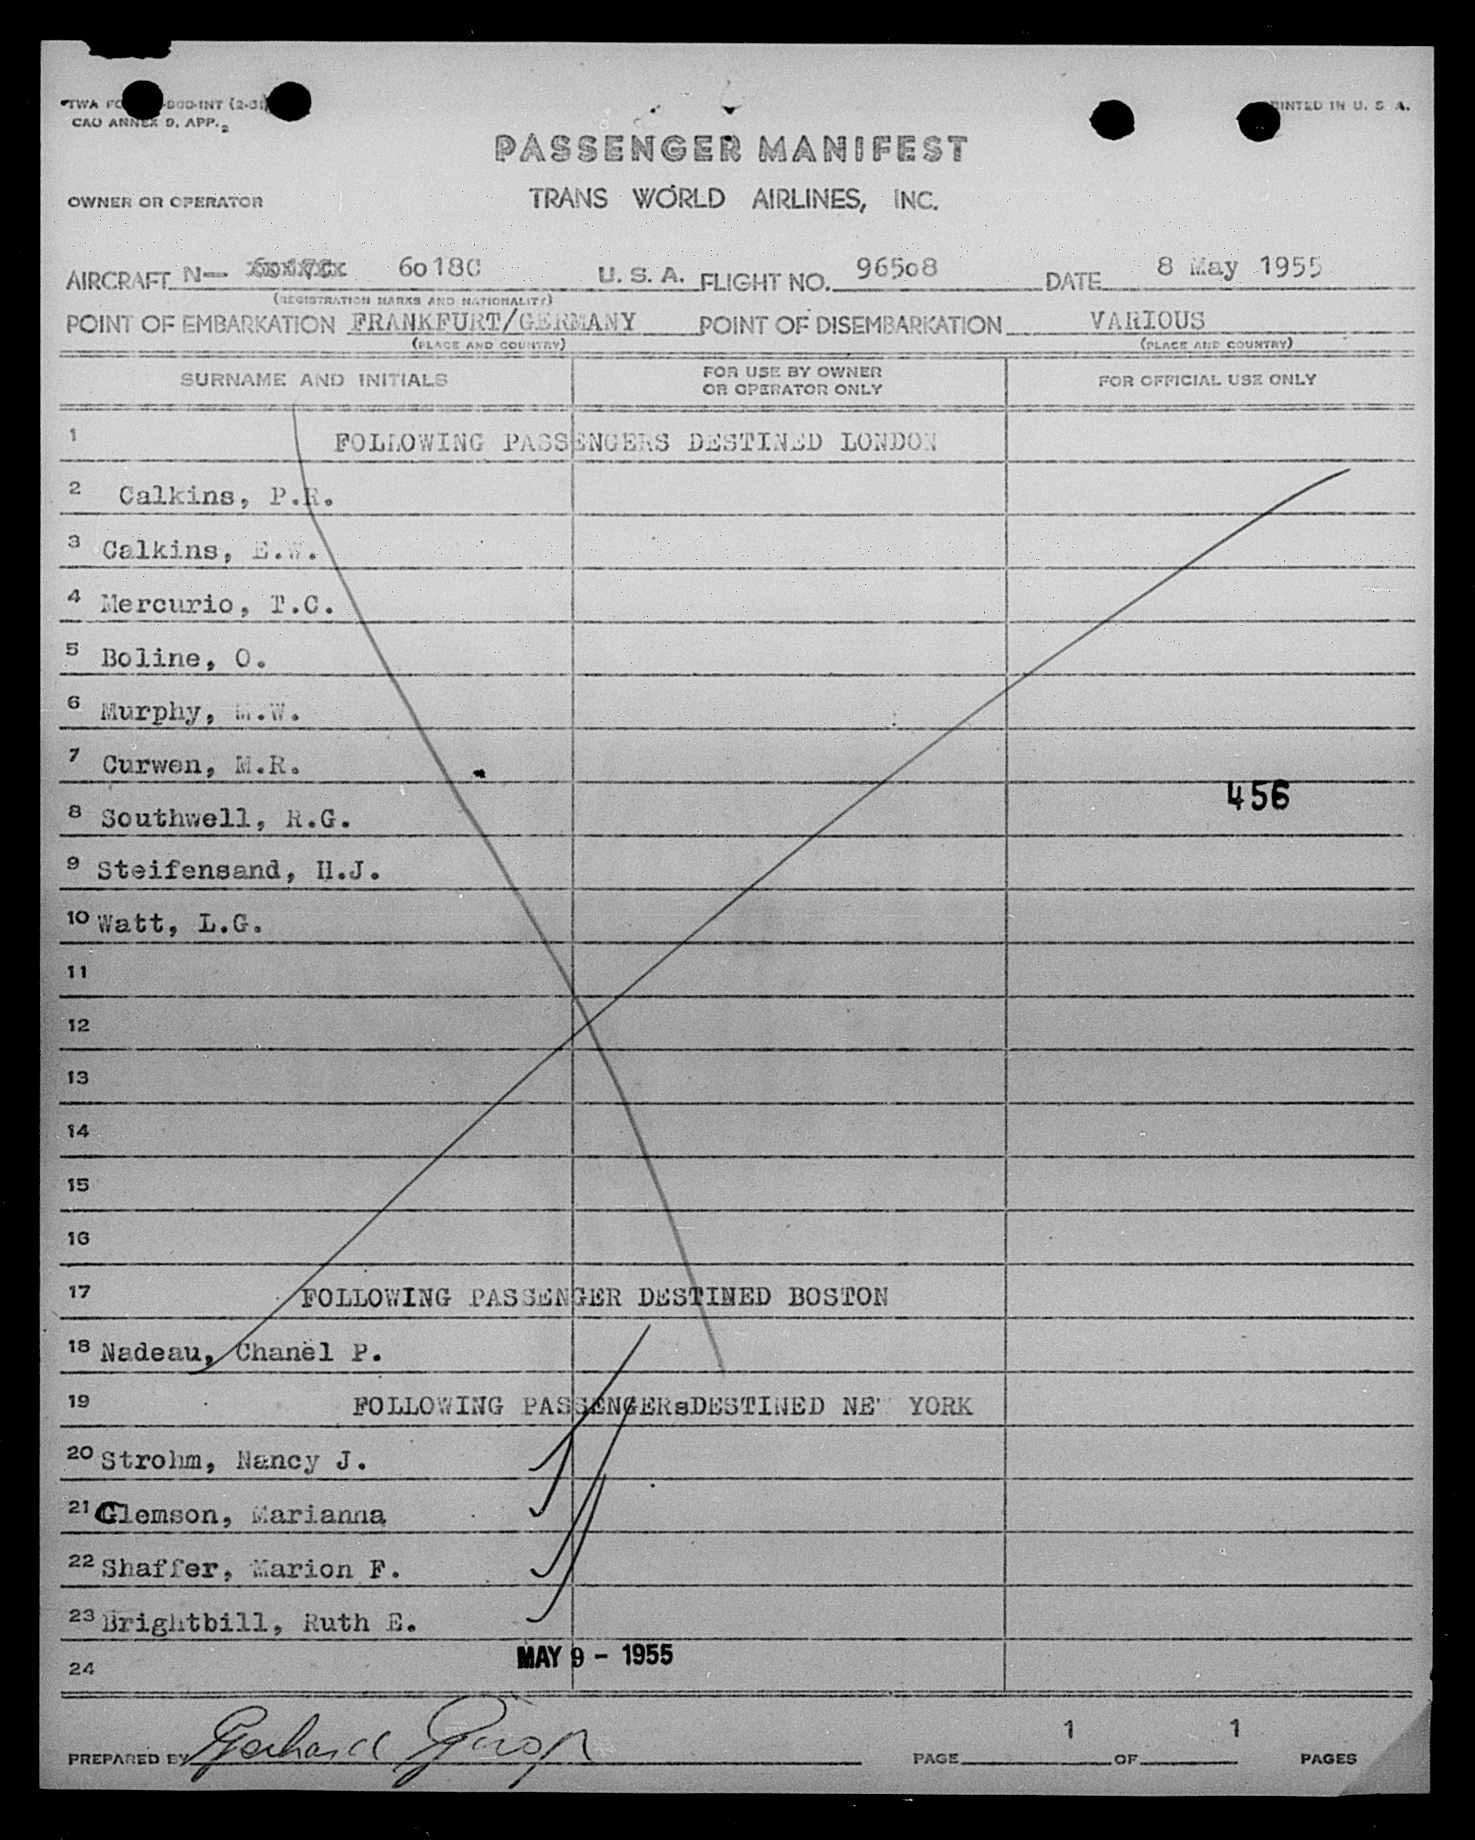 CAO ANNEX 9, APP. 2
PRINTED IN U. S. A.
PASSENGER MANIFEST
OWNER OR OPERATOR
TRANS WORLD AIRLINES, INC.
AIRCRAFT N— 6o18C U. S. A. FLIGHT NO. 965o8 DATE 8 May 1955
(REGISTRATION MARKS AND NATIONALITY)
POINT OF EMBARKATION FRANKFURT/GERMANY POINT OF DISEMBARKATION VARIOUS
(PLACE AND COUNTRY) (PLACE AND COUNTRY)
SURNAME AND INITIALS FOR USE BY OWNER OR OPERATOR ONLY FOR OFFICIAL USE ONLY
1 FOLLOWING PASSENGERS DESTINED LONDON
2 Calkins, P.R.
3 Calkins, E.W.
4 Mercurio, T.C.
5 Boline, O.
6 Murphy, M.W.
7 Curwen, M.R.
456
8 Southwell, R.G.
9 Steifensand, H.J.
10 Watt, L.G.
11
12
13
14
15
16
17 FOLLOWING PASSENGER DESTINED BOSTON
18 Nadeau, Chanel P.
19 FOLLOWING PASSENGERsDESTINED NEW YORK
20 Strohm, Nancy J.
21 Clemson, Marianna
22 Shaffer, Marion F.
23 Brightbill, Ruth E.
MAY 9 - 1955
24
PREPARED BY Gerhard PAGE 1 OF 1 PAGES